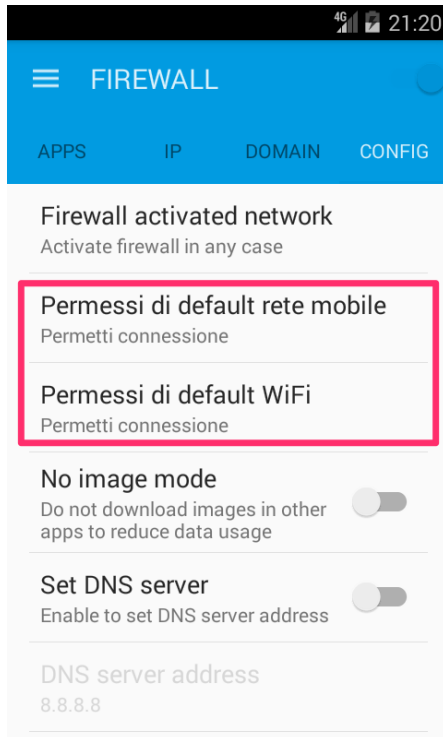 4G 21:20
FIREWALL
APPS IP DOMAIN CONFIG
Firewall activated network
Activate firewall in any case
Permessi di default rete mobile
Permetti connessione
Permessi di default WiFi
Permetti connessione
No image mode
Do not download images in other
apps to reduce data usage
Set DNS server
Enable to set DNS server address
DNS server address
8.8.8.8